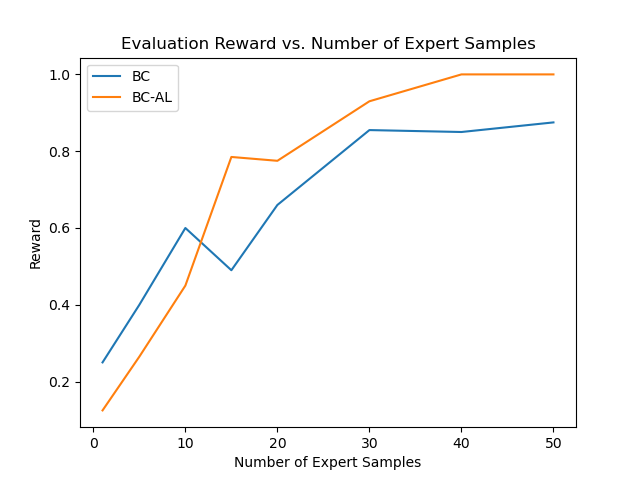 Evaluation Reward vs. Number of Expert Samples
BC
BC-AL
1.0
0.8
0.6
0.4
0.2
Reward
0
10
20
30
40
50
Number of Expert Samples